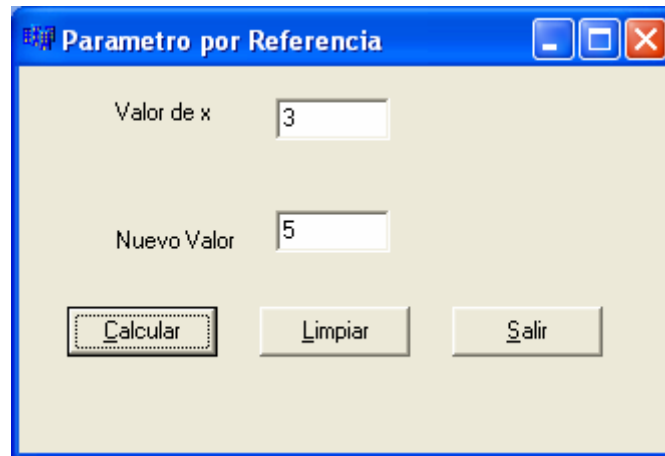 Parametro por Referencia
Valor de x 3
Nuevo Valor 5
Calcular Limpiar Salir